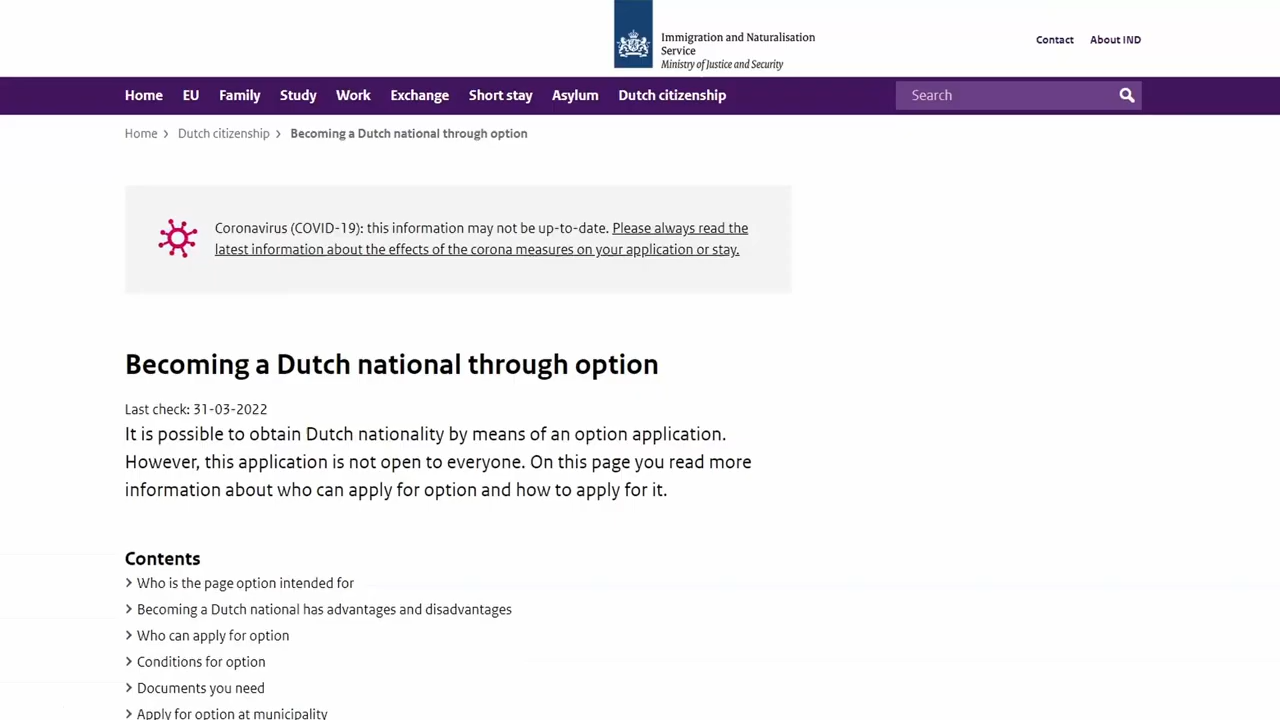 Immigration and Naturalisation
Service
Ministry of Justice and Security
Contact About IND
Home EU Family Study Work Exchange Short stay Asylum Dutch citizenship Search
Home > Dutch citizenship > Becoming a Dutch national through option
Coronavirus (COVID-19): this information may not be up-to-date. Please always read the
latest information about the effects of the corona measures on your application or stay.
Becoming a Dutch national through option
Last check: 31-03-2022
It is possible to obtain Dutch nationality by means of an option application.
However, this application is not open to everyone. On this page you read more
information about who can apply for option and how to apply for it.
Contents
> Who is the page option intended for
> Becoming a Dutch national has advantages and disadvantages
> Who can apply for option
> Conditions for option
> Documents you need
> Apply for option at municipality